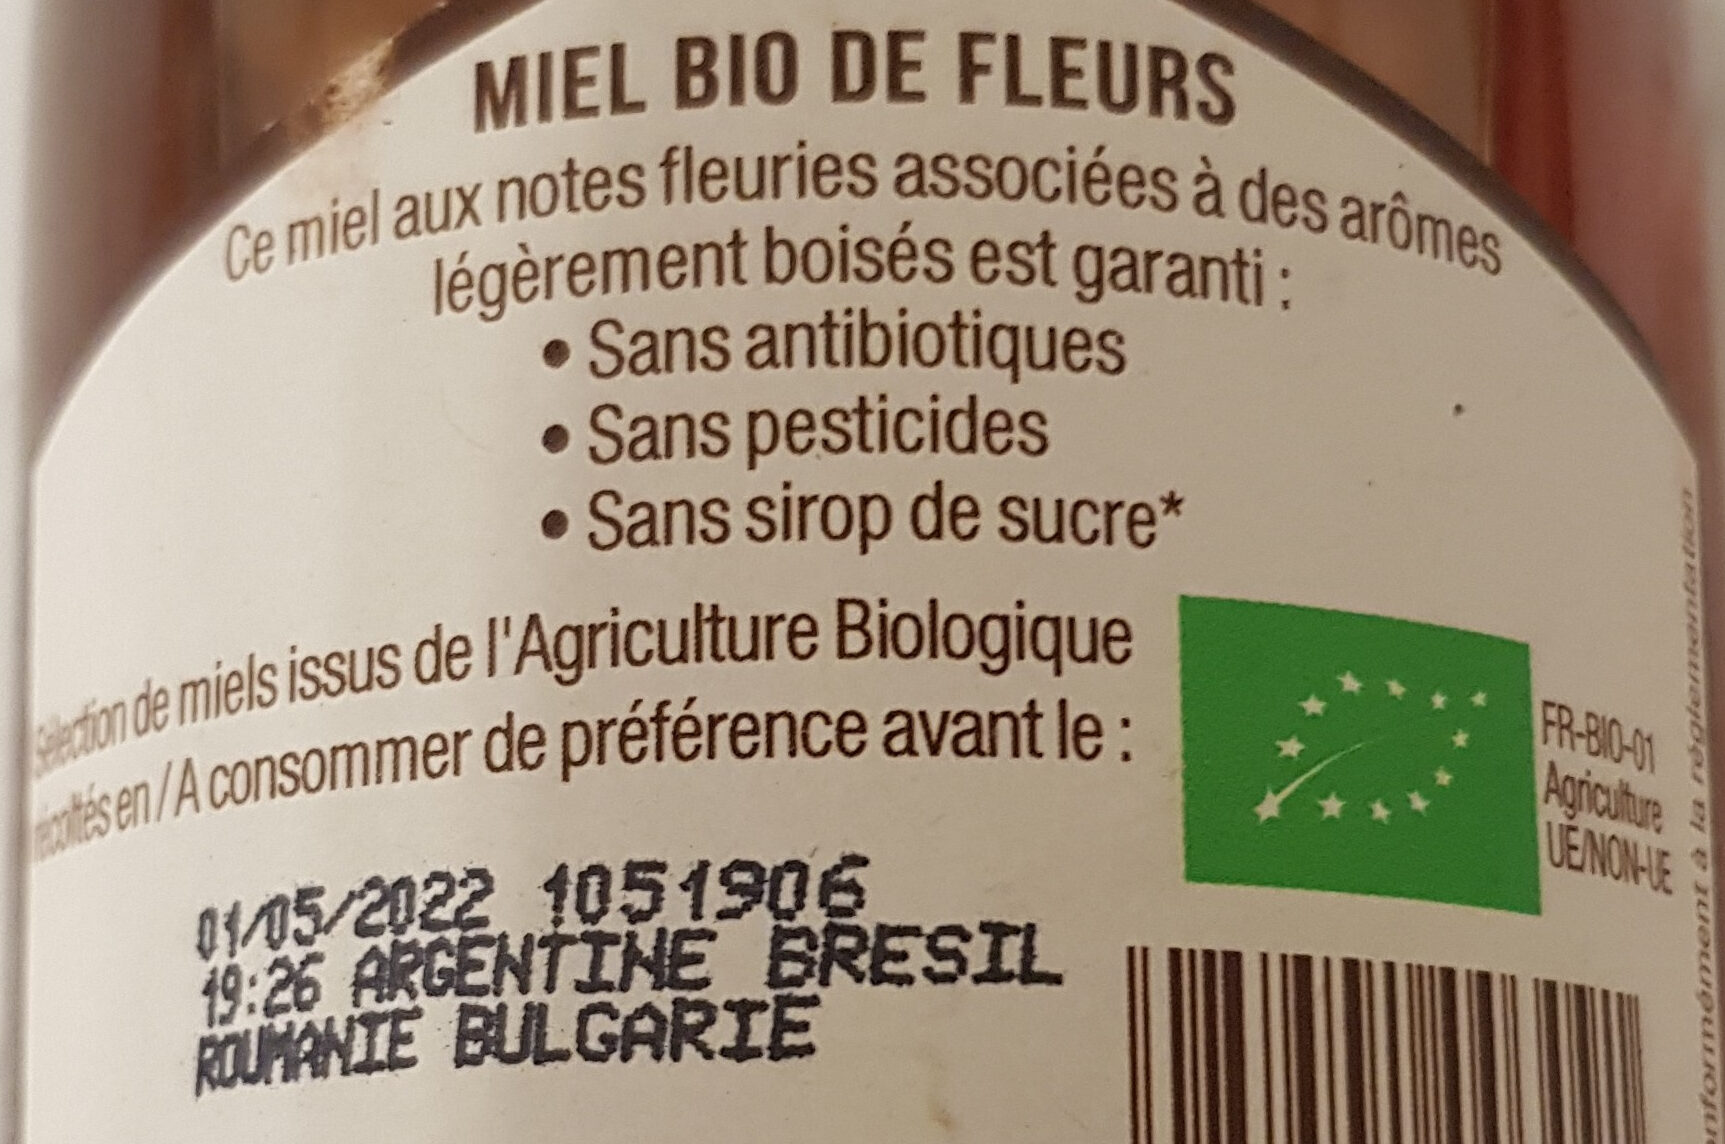 MIEL BIO DE FLEURS
Ce miel aux notes fleuries associées à des arômes
légèrement boisés est garanti :
• Sans antibiotiques
• Sans pesticides
• Sans sirop de sucre*
Sélection de miels issus de l'Agriculture Biologique
récoltés en / A consommer de préférence avant le :
01/05/2022 1051906
19:26 ARGENTINE BRESIL
ROUMANIE BULGARIE
FR-BIO-01
Agriculture
UE/NON-UE
à la réglementation